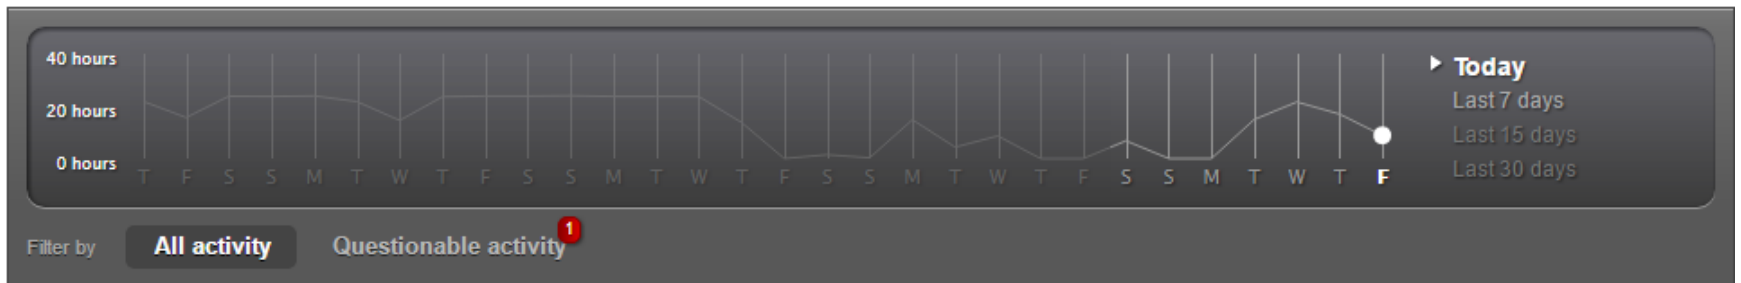 40 hours
20 hours
0 hours
T F S S M T W T F S S M T W T F S S M T W T F S S M T W T F
Today
Last 7 days
Last 15 days
Last 30 days
Filter by All activity Questionable activity 1